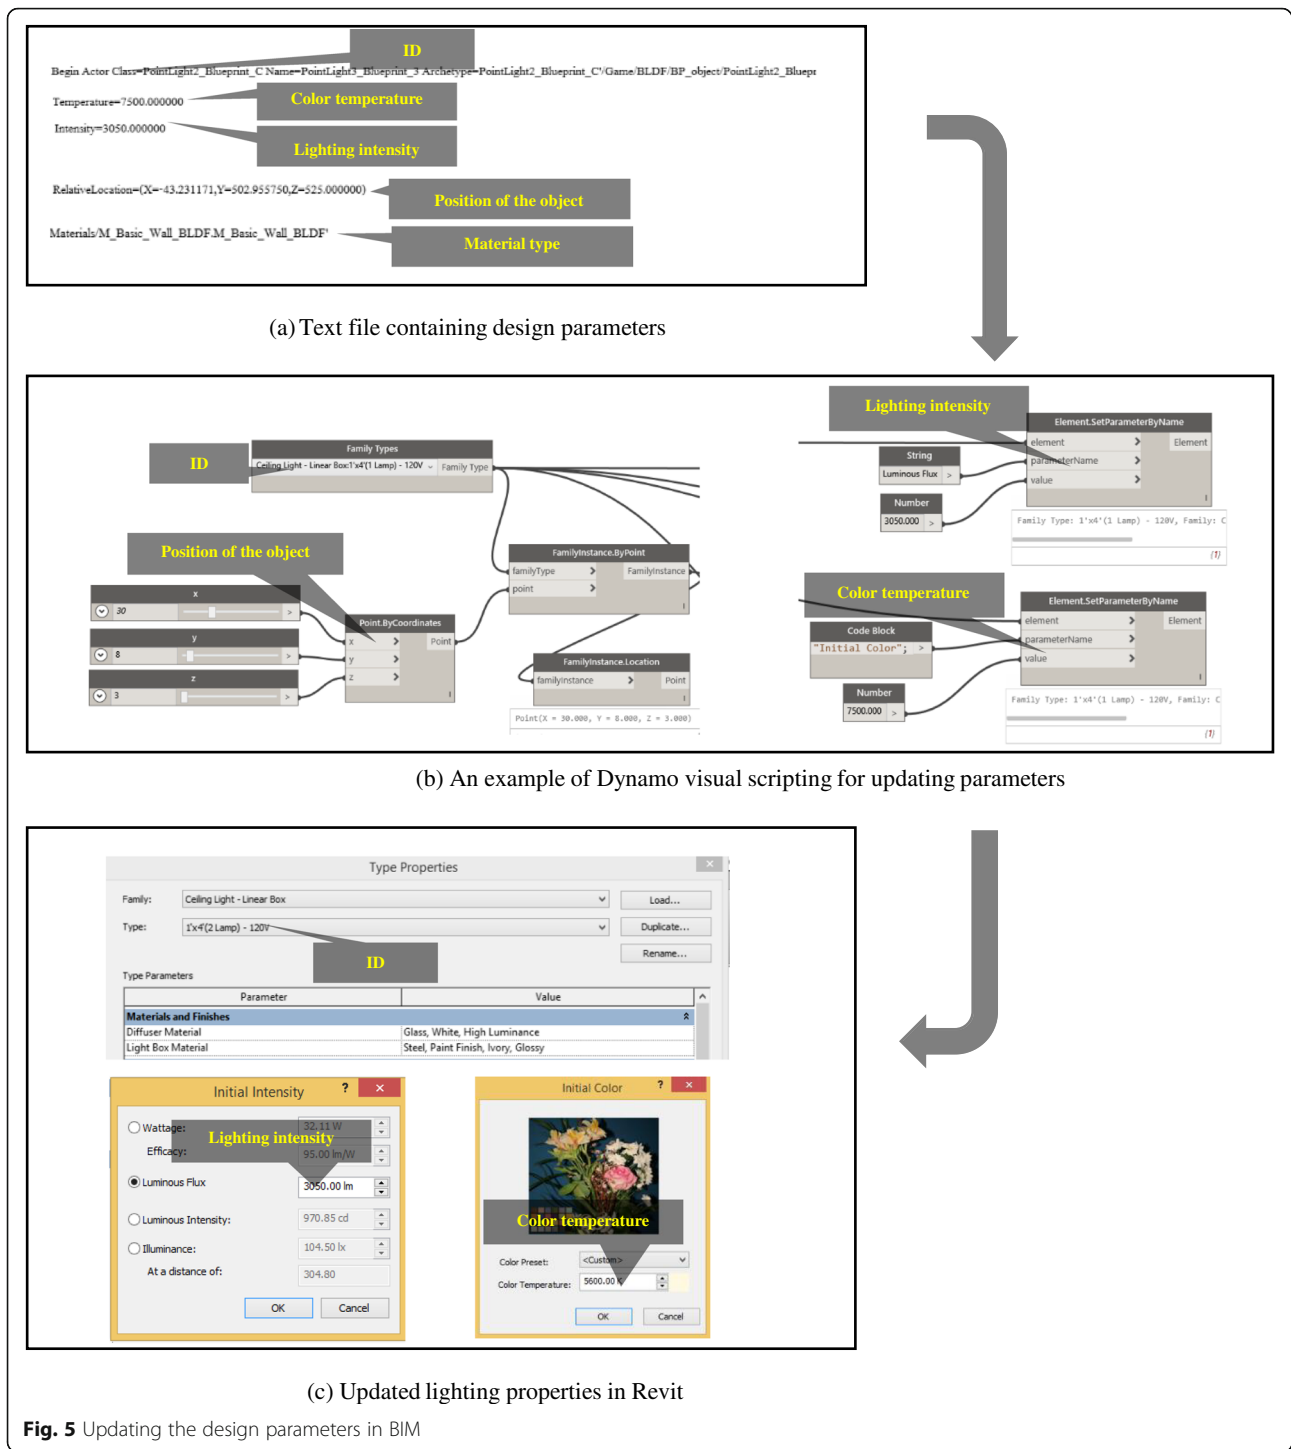 ID
Begin Actor Class=PointLight2_Blueprint_C Name=PointLight3_Blueprint_3 Archetype=PointLight2_Blueprint_C'/Game/BLDF/BP_object/PointLight2_Bluepr
Temperature=7500.000000
Color temperature
Intensity=3050.000000
Lighting intensity
RelativeLocation=(X=-43.231171,Y=502.955750,Z=525.000000)
Position of the object
Materials/M_Basic_Wall_BLDF.M_Basic_Wall_BLDF'
Material type
(a) Text file containing design parameters
ID
Family Types
Ceiling Light - Linear Box:1'x4'(1 Lamp) - 120V Family Type
Position of the object
x
30 >
y
8 >
z
3 >
Point.ByCoordinates
x > Point
y >
z >
l
FamilyInstance.ByPoint
familyType > FamilyInstance
point >
l
FamilyInstance.Location
familyInstance > Point
l
Point(X = 30.000, Y = 8.000, Z = 3.000)
Lighting intensity
Element.SetParameterByName
element > Element
parameterName >
value >
l
String
Luminous Flux >
Number
3050.000 >
Family Type: 1'x4'(1 Lamp) - 120V, Family: C
{1}
Color temperature
Element.SetParameterByName
element > Element
parameterName >
value >
l
Code Block
"Initial Color"; >
Number
7500.000 >
Family Type: 1'x4'(1 Lamp) - 120V, Family: C
{1}
(b) An example of Dynamo visual scripting for updating parameters
Type Properties
Family: Ceiling Light - Linear Box Load...
Type: 1'x4'(2 Lamp) - 120V Duplicate...
Rename...
ID
Type Parameters
Parameter Value
Materials and Finishes
Diffuser Material Glass, White, High Luminance
Light Box Material Steel, Paint Finish, Ivory, Glossy
Initial Intensity ?
Wattage: 32.11 W
Lighting intensity
Efficacy: 95.00 lm/W
Luminous Flux 3050.00 lm
Luminous Intensity: 970.85 cd
Illuminance: 104.50 lx
At a distance of: 304.80
OK Cancel
Initial Color ?
Color temperature
Color Preset: <Custom>
Color Temperature: 5600.00 K
OK Cancel
(c) Updated lighting properties in Revit
Fig. 5 Updating the design parameters in BIM